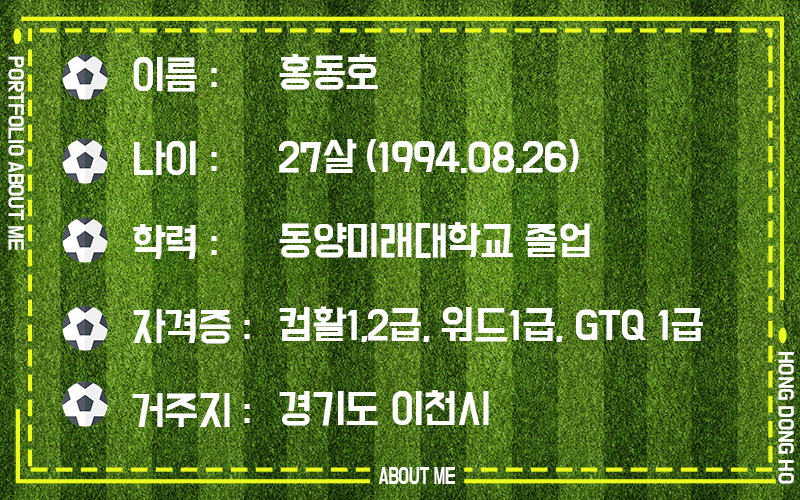 PORTFOLIO ABOUT ME
이름 : 홍동호
나이 : 27살 (1994.08.26)
학력 : 동양미래대학교 졸업
자격증 : 컴활1,2급, 워드1급, GTQ 1급
거주지 : 경기도 이천시
HONG DONG HO
ABOUT ME